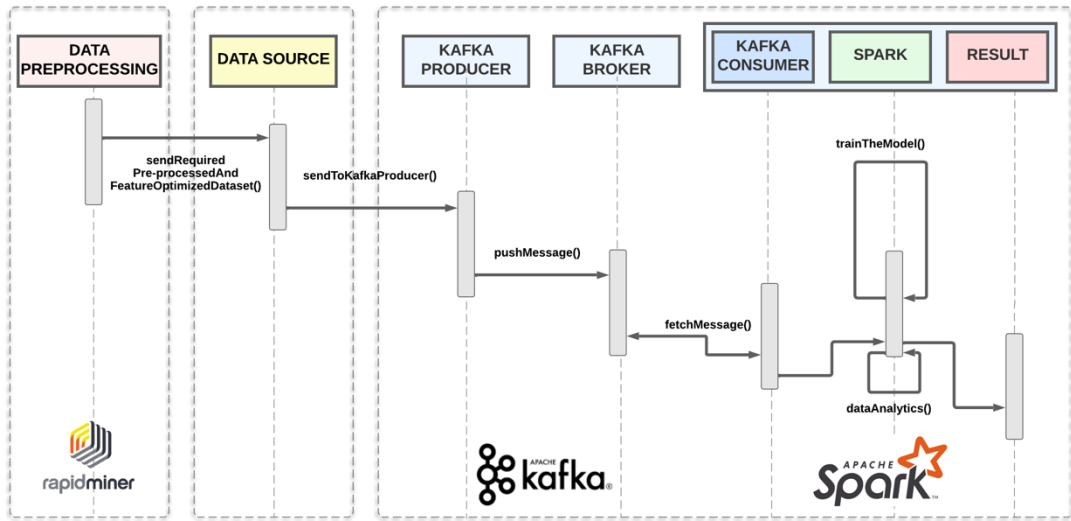 DATA
PREPROCESSING
DATA SOURCE
KAFKA
PRODUCER
KAFKA
BROKER
KAFKA
CONSUMER
SPARK
RESULT
trainTheModel()
sendRequired
Pre-processedAnd
FeatureOptimizedDataset()
sendToKafkaProducer()
pushMessage()
fetchMessage()
dataAnalytics()
rapidminer
APACHE
kafka®
APACHE
Spark™